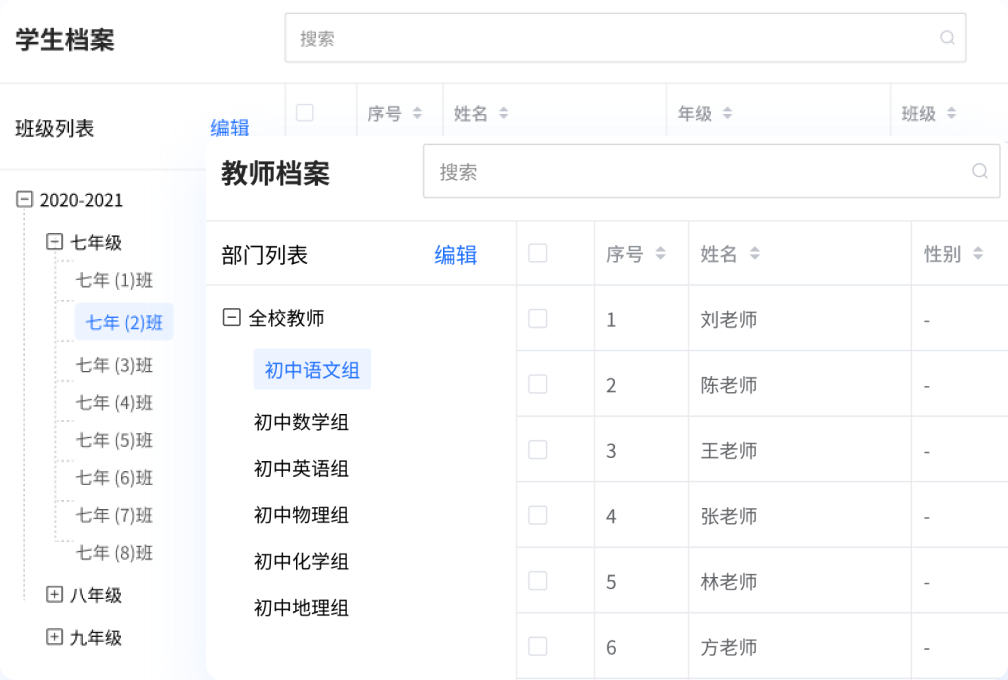 学生档案
搜索
班级列表
编辑
序号
姓名
年级
班级
2020-2021
七年级
七年 (1)班
七年 (2)班
七年 (3)班
七年 (4)班
七年 (5)班
七年 (6)班
七年 (7)班
七年 (8)班
八年级
九年级
教师档案
搜索
部门列表
编辑
全校教师
初中语文组
初中数学组
初中英语组
初中物理组
初中化学组
初中地理组
序号 姓名 性别
1 刘老师 -
2 陈老师 -
3 王老师 -
4 张老师 -
5 林老师 -
6 方老师 -